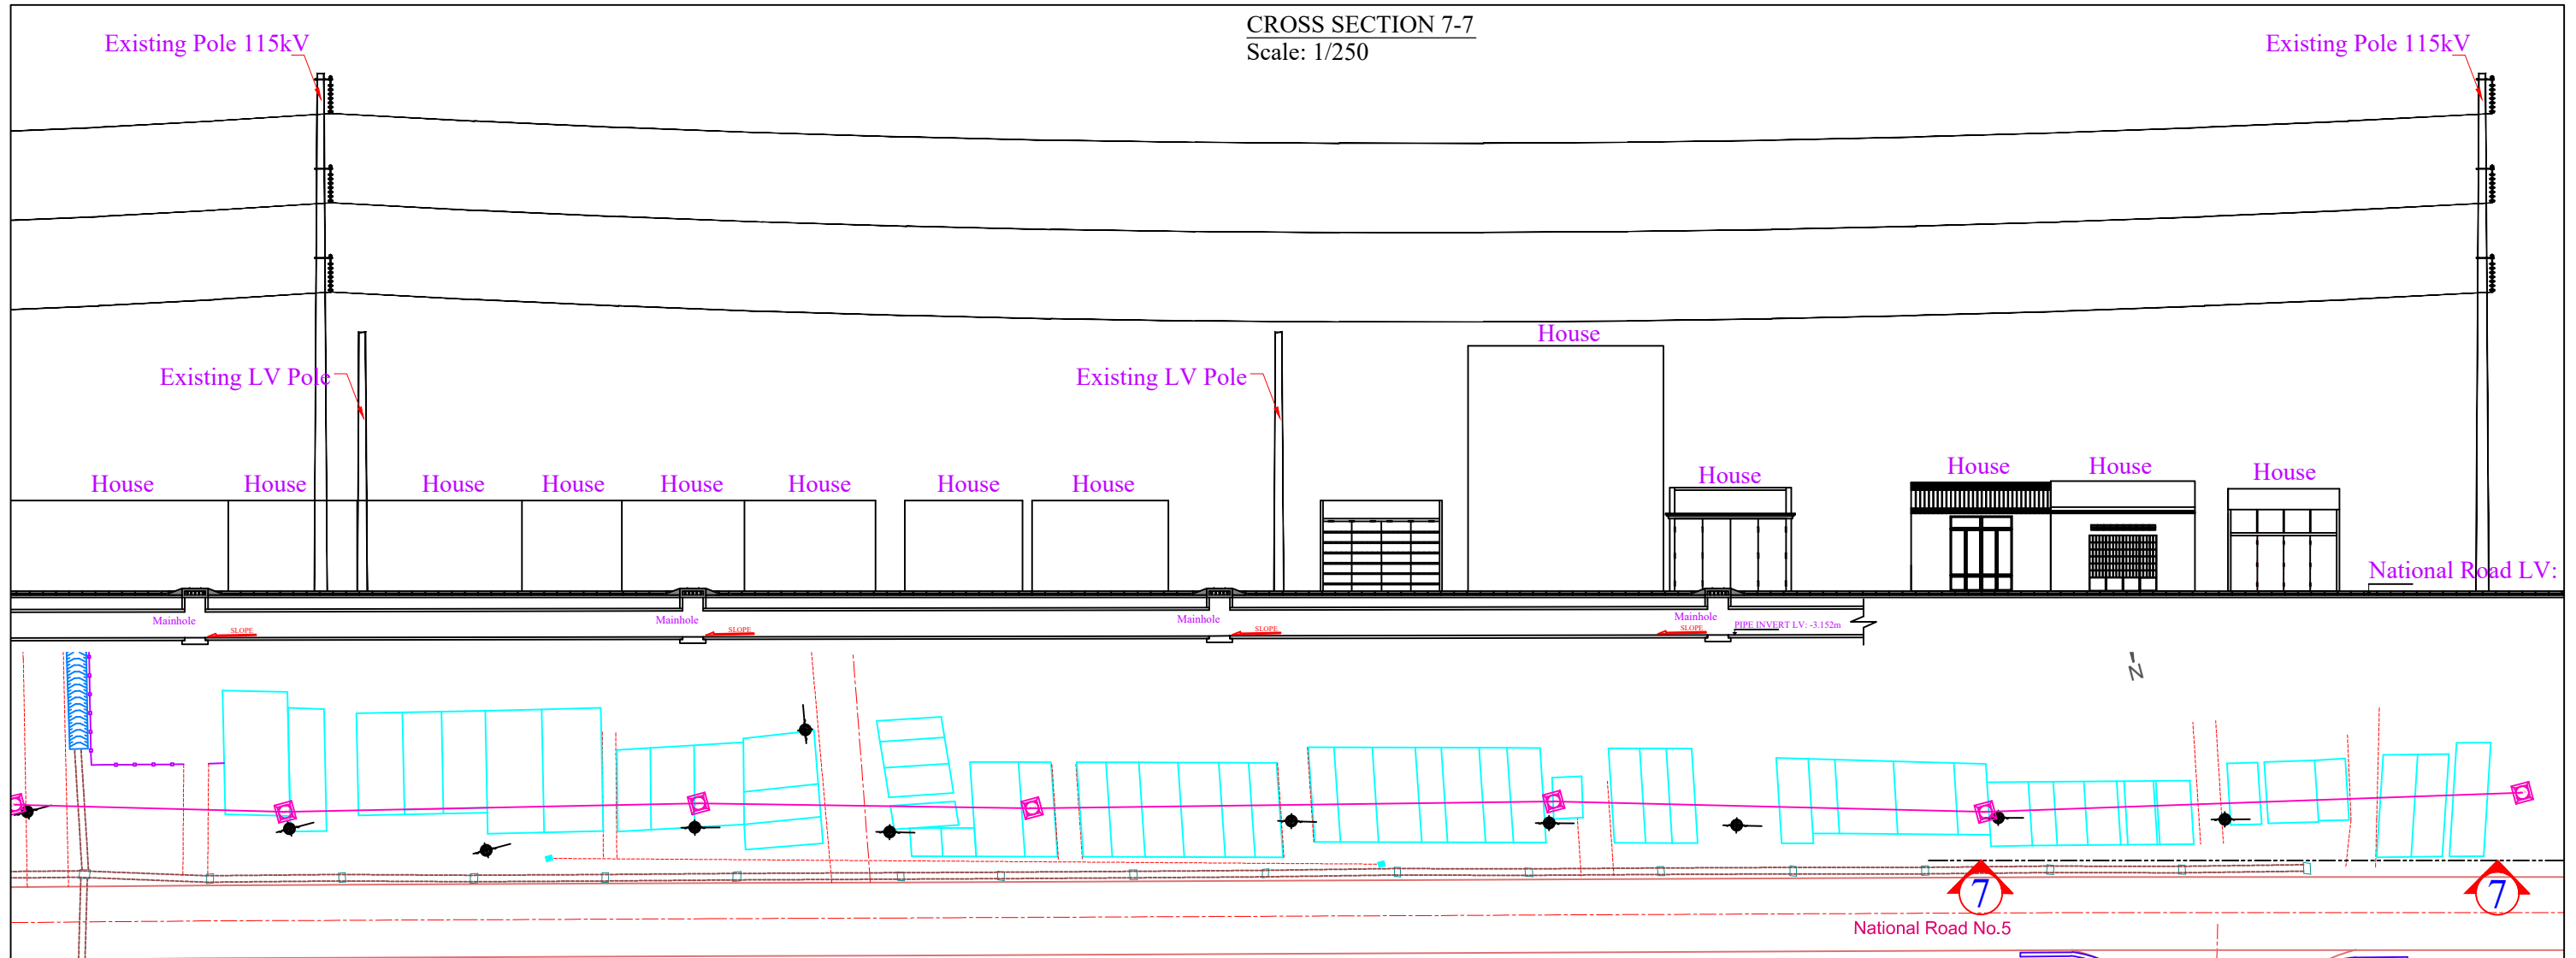 CROSS SECTION 7-7
Scale: 1/250
Existing Pole 115kV
Existing Pole 115kV
House
Existing LV Pole
Existing LV Pole
House
House
House
House
House
House
House
House
House
House
House
House
National Road LV:
Mainhole
Mainhole
Mainhole
Mainhole
SLOPE
SLOPE
SLOPE
SLOPE
PIPE INVERT LV: -3.152m
N
7
7
National Road No.5